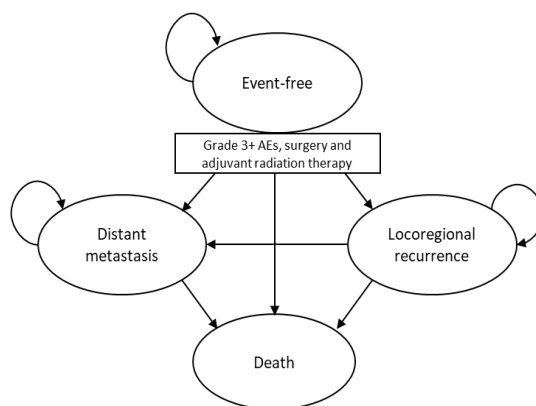 Event-free
Grade 3+ AEs, surgery and
adjuvant radiation therapy
Distant
metastasis
Locoregional
recurrence
Death